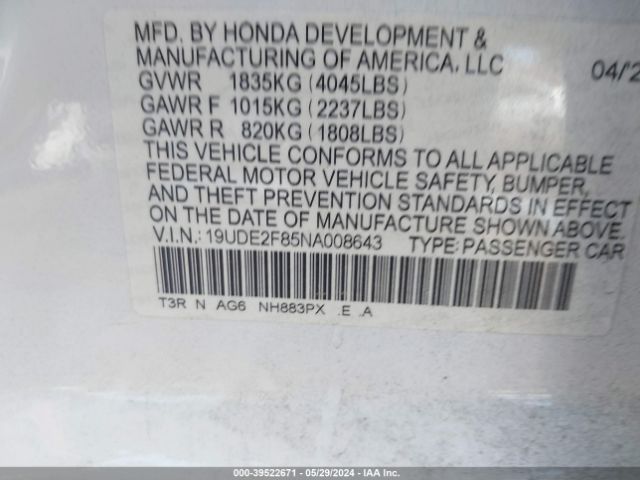 MFD. BY HONDA DEVELOPMENT &
MANUFACTURING OF AMERICA, LLC 04/2
GVWR 1835KG (4045LBS)
GAWR F 1015KG (2237LBS)
GAWR R 820KG (1808LBS)
THIS VEHICLE CONFORMS TO ALL APPLICABLE
FEDERAL MOTOR VEHICLE SAFETY, BUMPER,
AND THEFT PREVENTION STANDARDS IN EFFECT
ON THE DATE OF MANUFACTURE SHOWN ABOVE.
V.I.N.: 19UDE2F85NA008643 TYPE: PASSENGER CAR
T3R N AG6 NH883PX .E .A
000-39522671 - 05/29/2024 - IAA Inc.